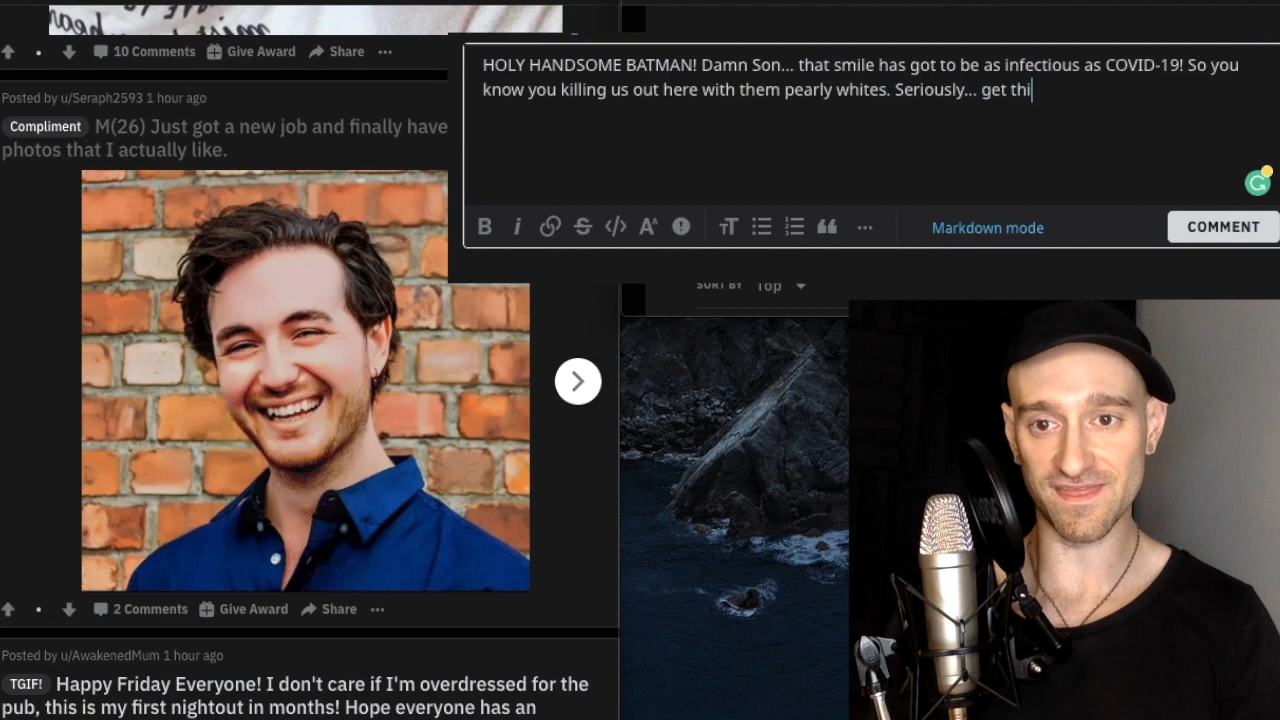 10 Comments Give Award Share
Posted by u/Seraph2593 1 hour ago
Compliment M(26) Just got a new job and finally have
photos that I actually like.
2 Comments Give Award Share
Posted by u/AwakenedMum 1 hour ago
TGIF! Happy Friday Everyone! I don't care if I'm overdressed for the
pub, this is my first nightout in months! Hope everyone has an
HOLY HANDSOME BATMAN! Damn Son... that smile has got to be as infectious as COVID-19! So you
know you killing us out here with them pearly whites. Seriously... get thi
Markdown mode COMMENT
SORT BY Top